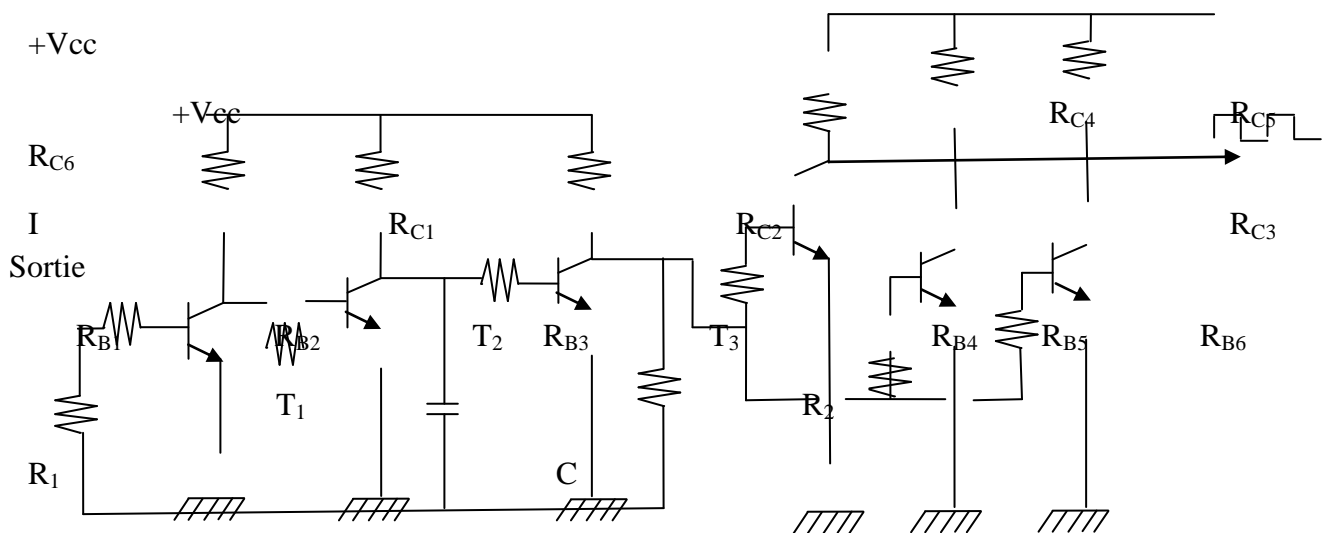 +Vcc
+Vcc RC4 RC5
RC6
I RC1 RC2 RC3
Sortie
RB1 RB2 T2 RB3 T3 RB4 RB5 RB6
T1 R2
R1 C